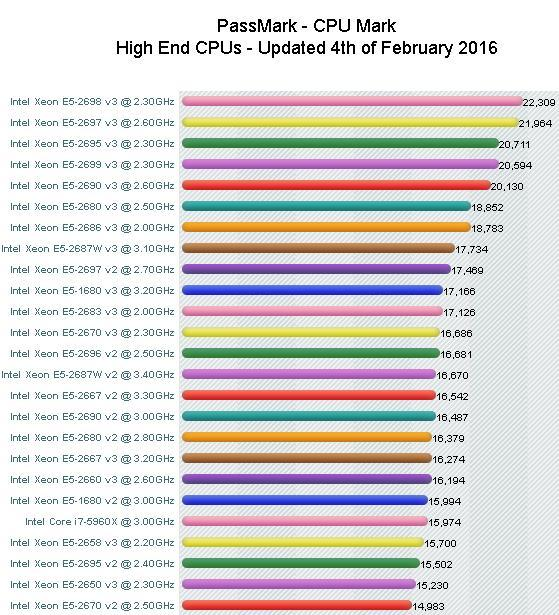 PassMark - CPU Mark
High End CPUs - Updated 4th of February 2016
Intel Xeon E5-2698 v3 @ 2.30GHz 22,309
Intel Xeon E5-2697 v3 @ 2.60GHz 21,964
Intel Xeon E5-2695 v3 @ 2.30GHz 20,711
Intel Xeon E5-2699 v3 @ 2.30GHz 20,594
Intel Xeon E5-2690 v3 @ 2.60GHz 20,130
Intel Xeon E5-2680 v3 @ 2.50GHz 18,852
Intel Xeon E5-2686 v3 @ 2.00GHz 18,783
Intel Xeon E5-2687W v3 @ 3.10GHz 17,734
Intel Xeon E5-2697 v2 @ 2.70GHz 17,469
Intel Xeon E5-1680 v3 @ 3.20GHz 17,166
Intel Xeon E5-2683 v3 @ 2.00GHz 17,126
Intel Xeon E5-2670 v3 @ 2.30GHz 16,686
Intel Xeon E5-2696 v2 @ 2.50GHz 16,681
Intel Xeon E5-2687W v2 @ 3.40GHz 16,670
Intel Xeon E5-2667 v2 @ 3.30GHz 16,542
Intel Xeon E5-2690 v2 @ 3.00GHz 16,487
Intel Xeon E5-2680 v2 @ 2.80GHz 16,379
Intel Xeon E5-2667 v3 @ 3.20GHz 16,274
Intel Xeon E5-2660 v3 @ 2.60GHz 16,194
Intel Xeon E5-1680 v2 @ 3.00GHz 15,994
Intel Core i7-5960X @ 3.00GHz 15,974
Intel Xeon E5-2658 v3 @ 2.20GHz 15,700
Intel Xeon E5-2695 v2 @ 2.40GHz 15,502
Intel Xeon E5-2650 v3 @ 2.30GHz 15,230
Intel Xeon E5-2670 v2 @ 2.50GHz 14,983